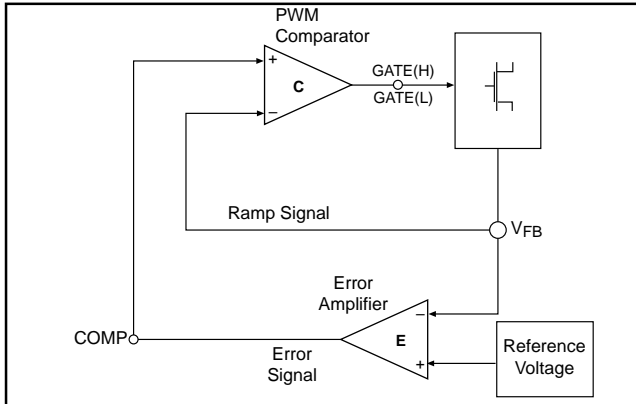 PWM
Comparator
+
C
−
GATE(H)
GATE(L)
Ramp Signal
VFB
Error
Amplifier
−
E
+
COMP
Error
Signal
Reference
Voltage